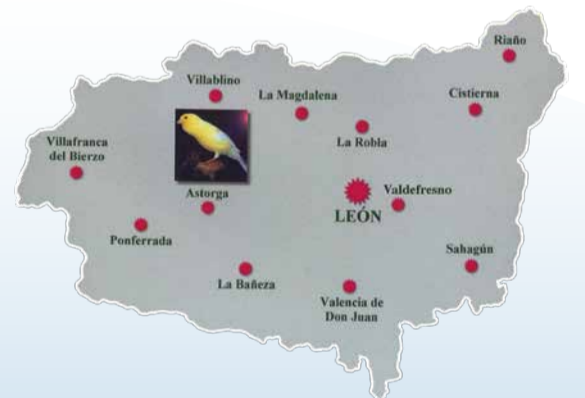 Riaño
Villablino
La Magdalena
Cistierna
La Robla
Villafranca
del Bierzo
Astorga
Valdefresno
LEÓN
Ponferrada
Sahagún
La Bañeza
Valencia de
Don Juan